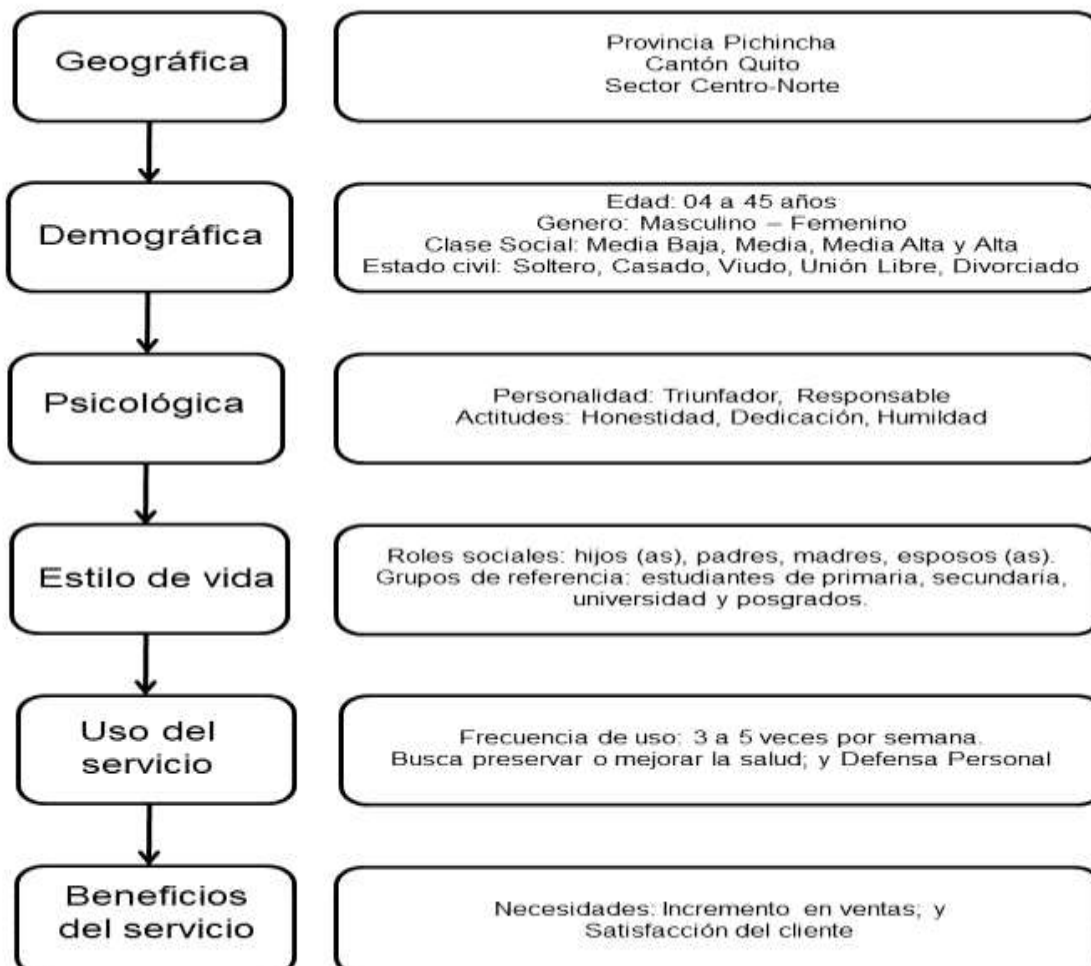 Geográfica
Provincia Pichincha
Cantón Quito
Sector Centro-Norte
Demográfica
Edad: 04 a 45 años
Genero: Masculino – Femenino
Clase Social: Media Baja, Media, Media Alta y Alta
Estado civil: Soltero, Casado, Viudo, Unión Libre, Divorciado
Psicológica
Personalidad: Triunfador, Responsable
Actitudes: Honestidad, Dedicación, Humildad
Estilo de vida
Roles sociales: hijos (as), padres, madres, esposos (as).
Grupos de referencia: estudiantes de primaria, secundaria,
universidad y posgrados.
Uso del
servicio
Frecuencia de uso: 3 a 5 veces por semana.
Busca preservar o mejorar la salud; y Defensa Personal
Beneficios
del servicio
Necesidades: Incremento en ventas; y
Satisfacción del cliente